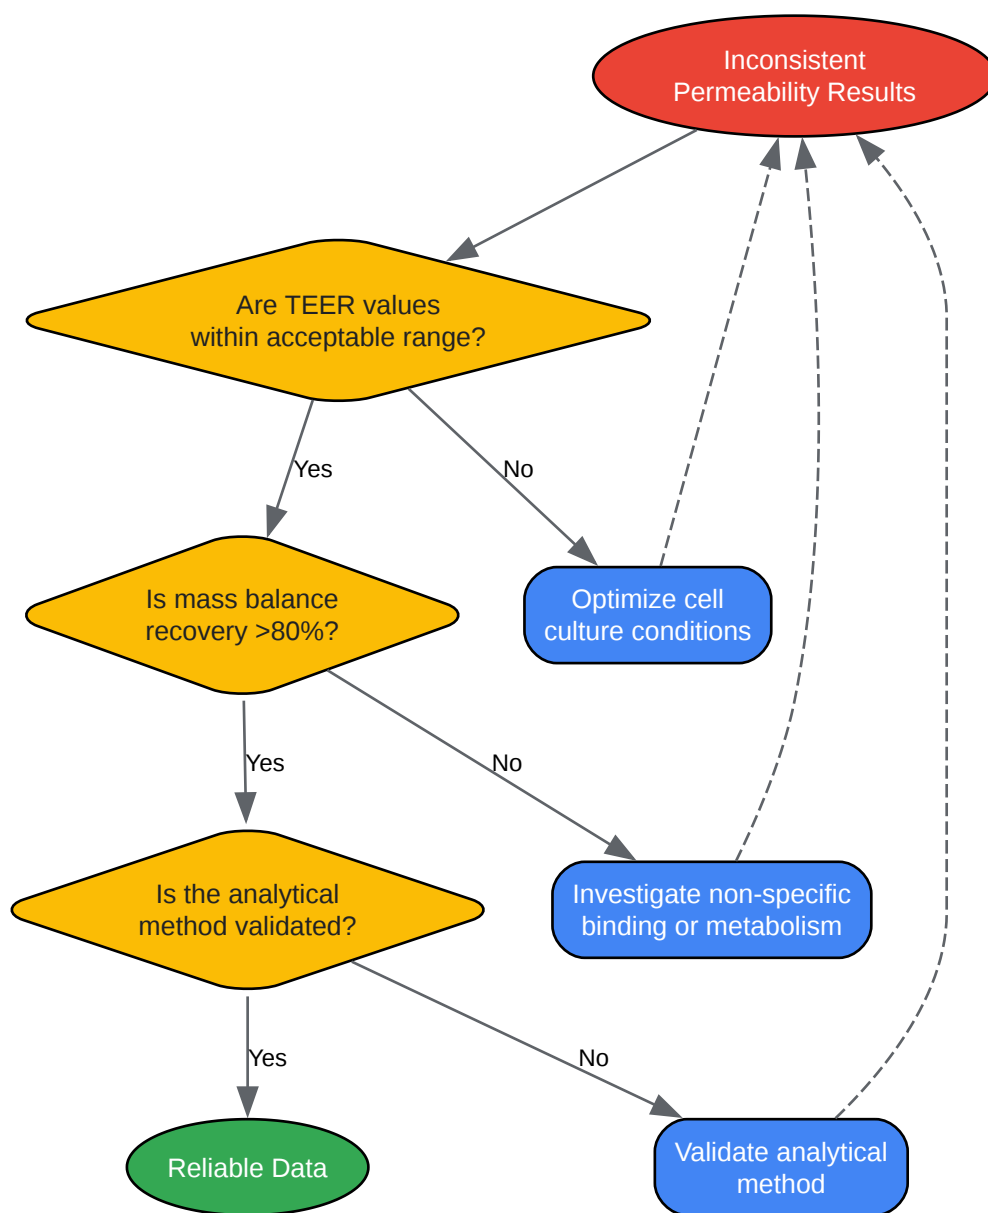 Inconsistent
Permeability Results
Are TEER values
within acceptable range?
Yes
No
Is mass balance
recovery >80%?
Optimize cell
culture conditions
Yes
No
Is the analytical
method validated?
Investigate non-specific
binding or metabolism
Yes
No
Reliable Data
Validate analytical
method